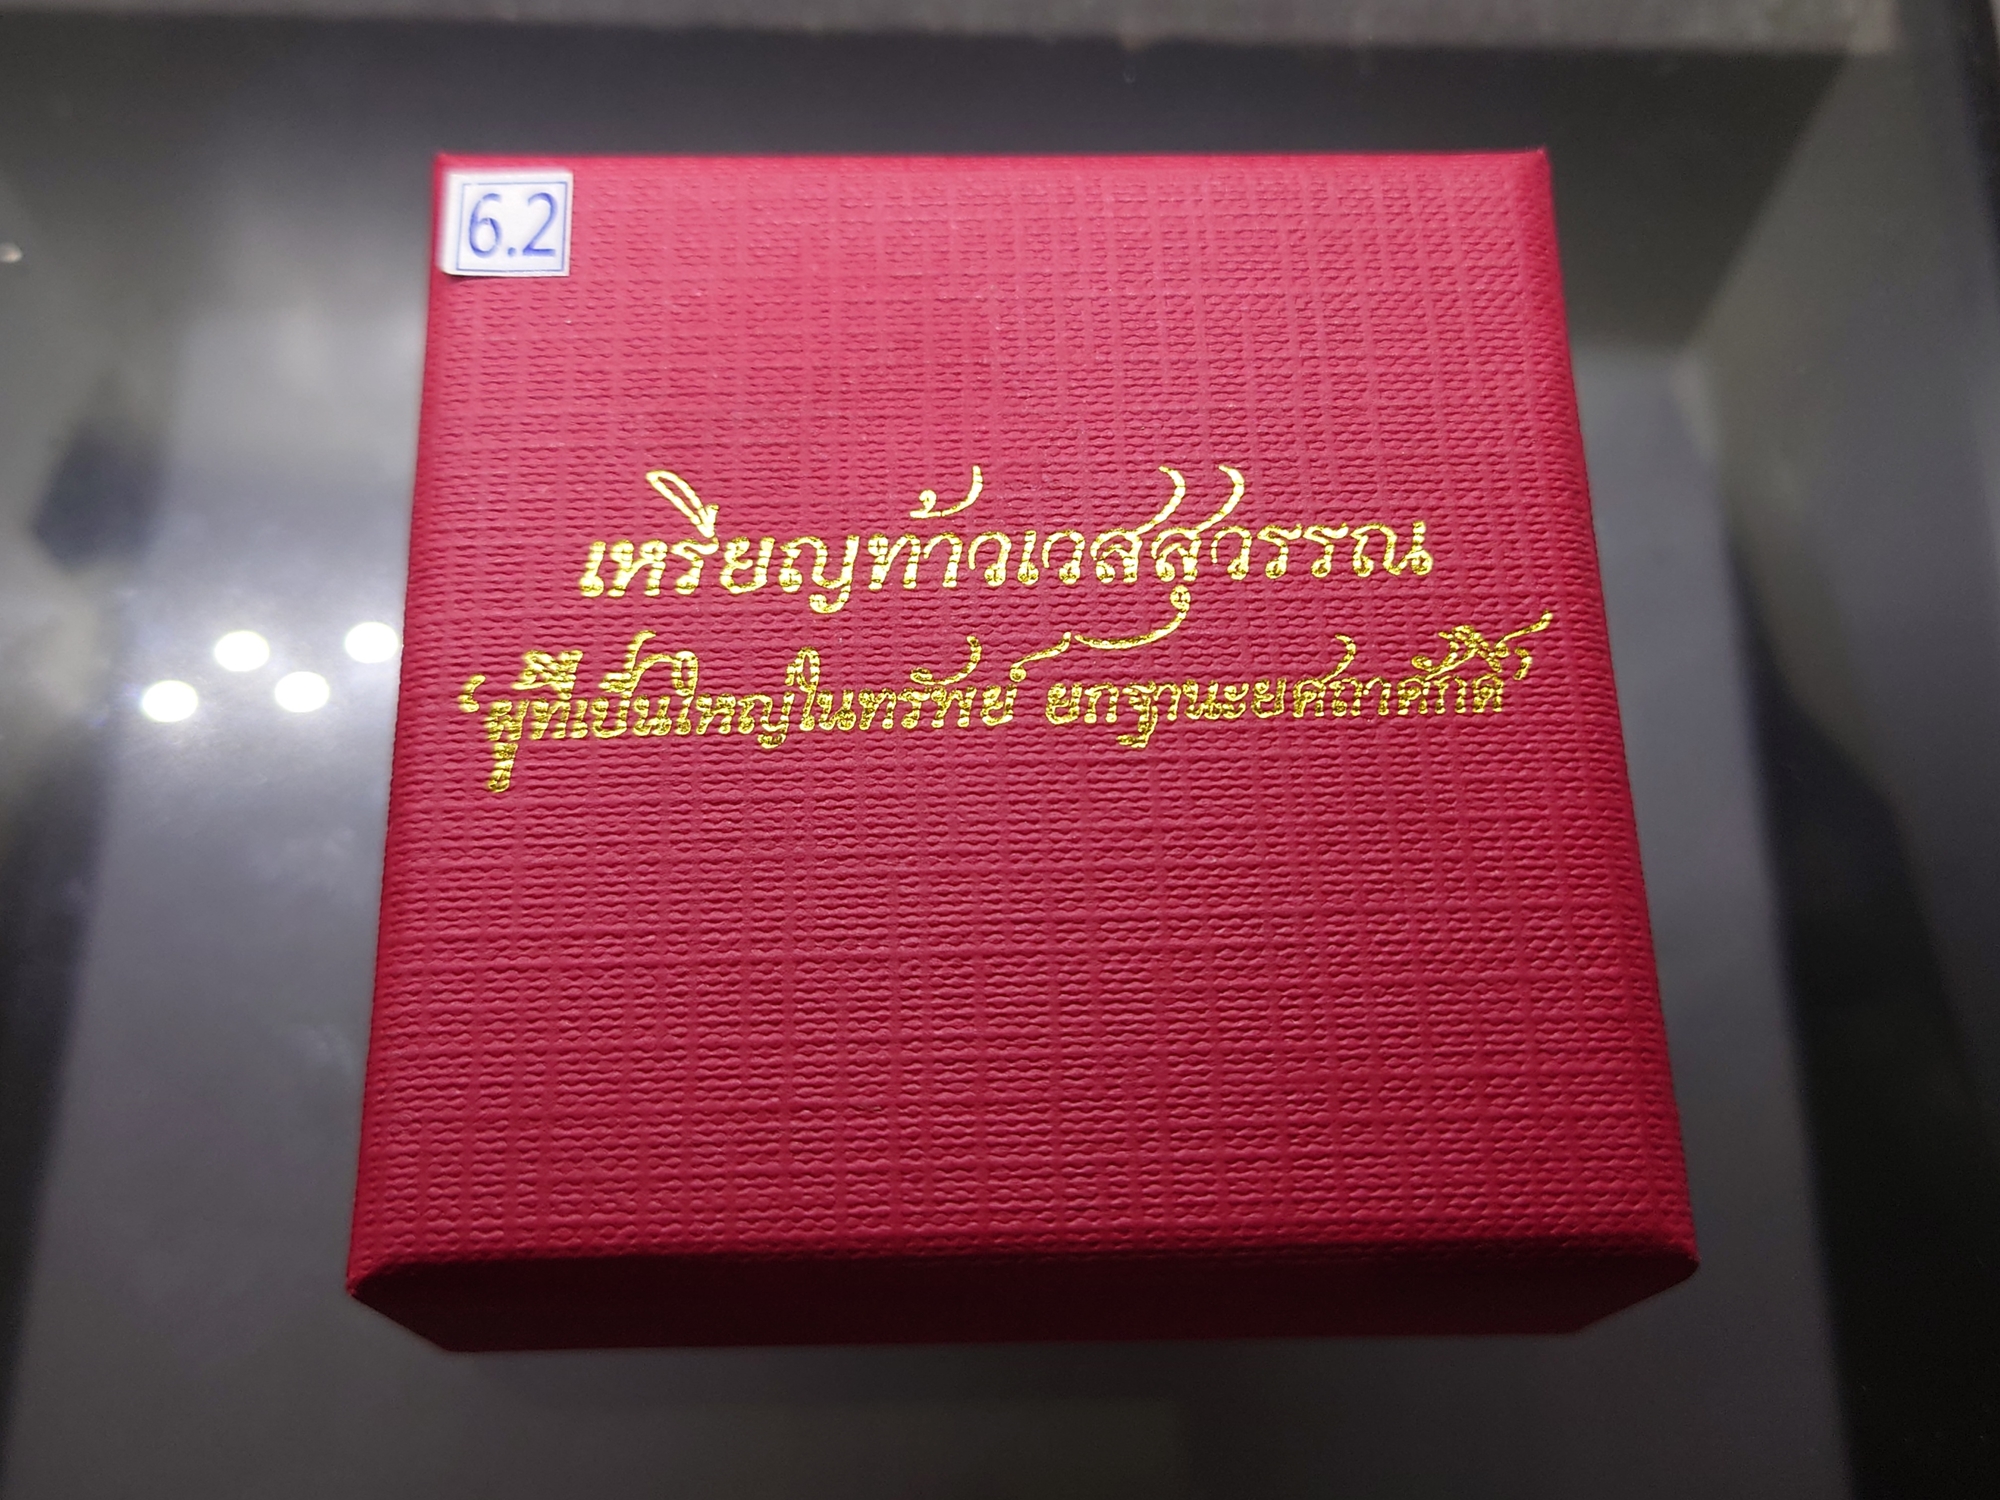 6.2
เหรียญท้าวเวสสุวรรณ
'ผู้ที่เป็นใหญ่ในทรัพย์ ยกฐานะยศถาศักดิ์'